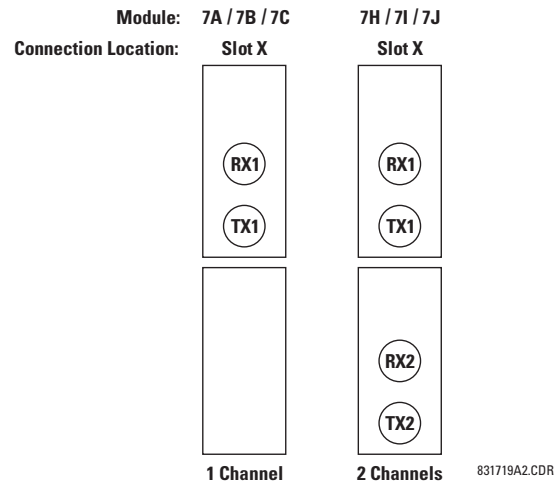 Module: 7A / 7B / 7C 7H / 7I / 7J
Connection Location: Slot X Slot X
RX1 RX1
TX1 TX1
RX2
TX2
1 Channel 2 Channels 831719A2.CDR